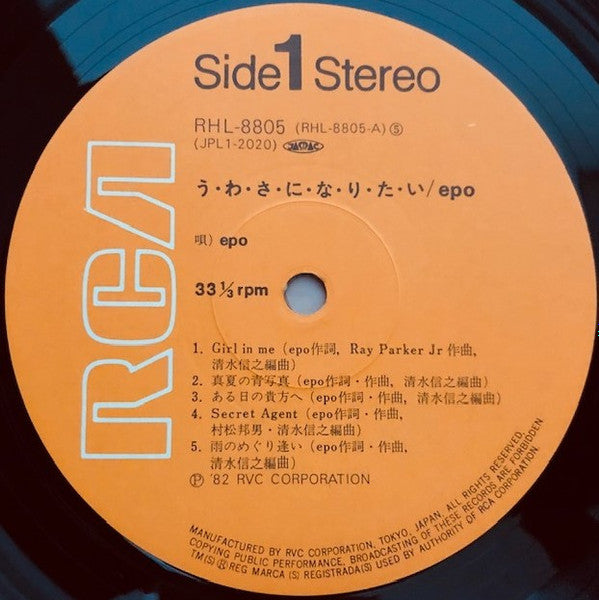 Side 1 Stereo
RHL-8805 (RHL-8805-A)⑤
(JPL1-2020) JASRAC
う・わ・さ・に・な・り・た・い/epo
唄) epo
33 1/3 rpm
RCA
1. Girl in me (epo作詞, Ray Parker Jr 作曲,
清水信之編曲)
2. 真夏の青写真 (epo作詞・作曲, 清水信之編曲)
3. ある日の貴方へ (epo作詞・作曲, 清水信之編曲)
4. Secret Agent (epo作詞・作曲,
村松邦男・清水信之編曲)
5. 雨のめぐり逢い (epo作詞・作曲,
清水信之編曲)
Ⓟ '82 RVC CORPORATION
MANUFACTURED BY RVC CORPORATION, TOKYO, JAPAN, ALL RIGHTS RESERVED.
COPYING PUBLIC PERFORMANCE, BROADCASTING OF THESE RECORDS ARE FORBIDDEN.
TM(S) ® REG MARCA (S) REGISTRADA(S) USED BY AUTHORITY OF RCA CORPORATION.